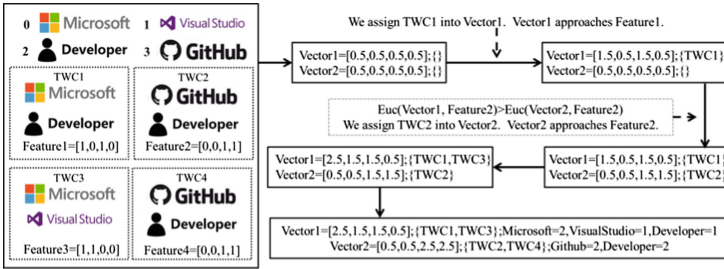 0 Microsoft 1 Visual Studio
2 Developer 3 GitHub
TWC1
Microsoft
Developer
Feature1=[1,0,1,0]
TWC2
GitHub
Developer
Feature2=[0,0,1,1]
TWC3
Microsoft
Visual Studio
Feature3=[1,1,0,0]
TWC4
GitHub
Developer
Feature4=[0,0,1,1]
We assign TWC1 into Vector1. Vector1 approaches Feature1.
Vector1=[0.5,0.5,0.5,0.5];{}
Vector2=[0.5,0.5,0.5,0.5];{}
Vector1=[1.5,0.5,1.5,0.5];{TWC1}
Vector2=[0.5,0.5,0.5,0.5];{}
Euc(Vector1, Feature2)>Euc(Vector2, Feature2)
We assign TWC2 into Vector2. Vector2 approaches Feature2.
Vector1=[1.5,0.5,1.5,0.5];{TWC1}
Vector2=[0.5,0.5,1.5,1.5];{TWC2}
Vector1=[2.5,1.5,1.5,0.5];{TWC1,TWC3}
Vector2=[0.5,0.5,1.5,1.5];{TWC2}
Vector1=[2.5,1.5,1.5,0.5];{TWC1,TWC3};Microsoft=2,VisualStudio=1,Developer=1
Vector2=[0.5,0.5,2.5,2.5];{TWC2,TWC4};Github=2,Developer=2